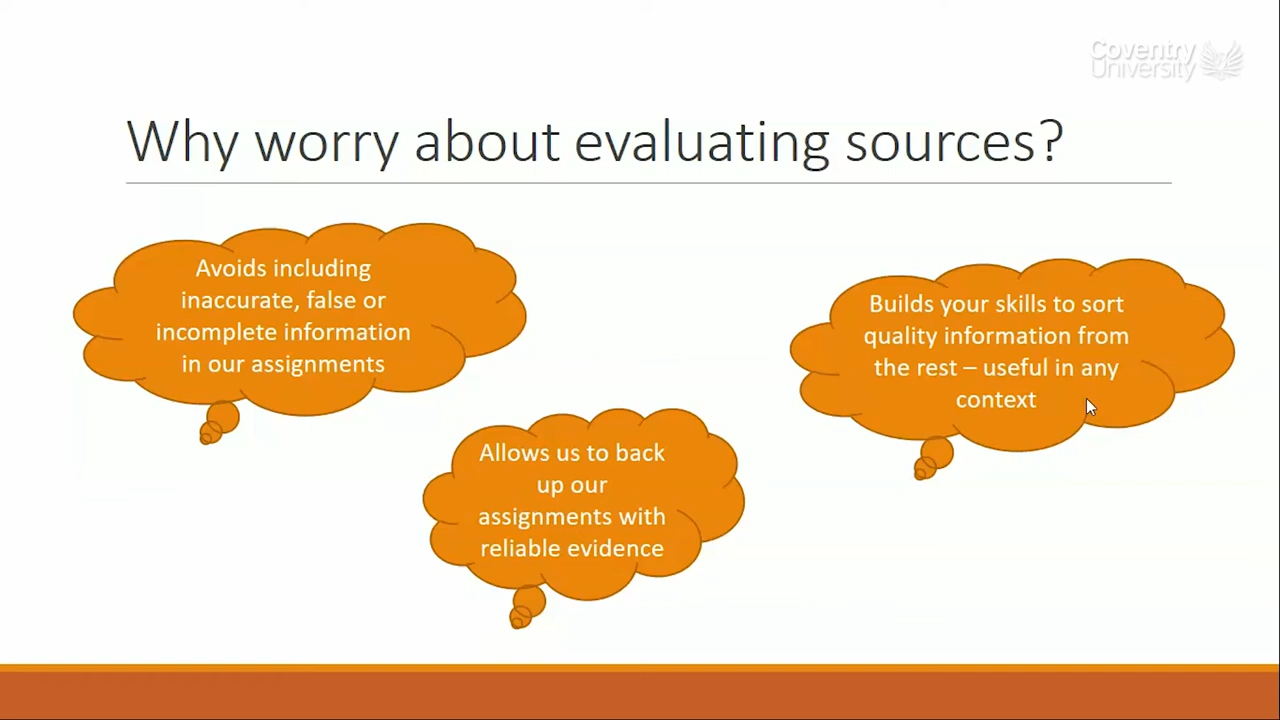 Coventry
University
Why worry about evaluating sources?
Avoids including
inaccurate, false or
incomplete information
in our assignments
Allows us to back
up our
assignments with
reliable evidence
Builds your skills to sort
quality information from
the rest – useful in any
context